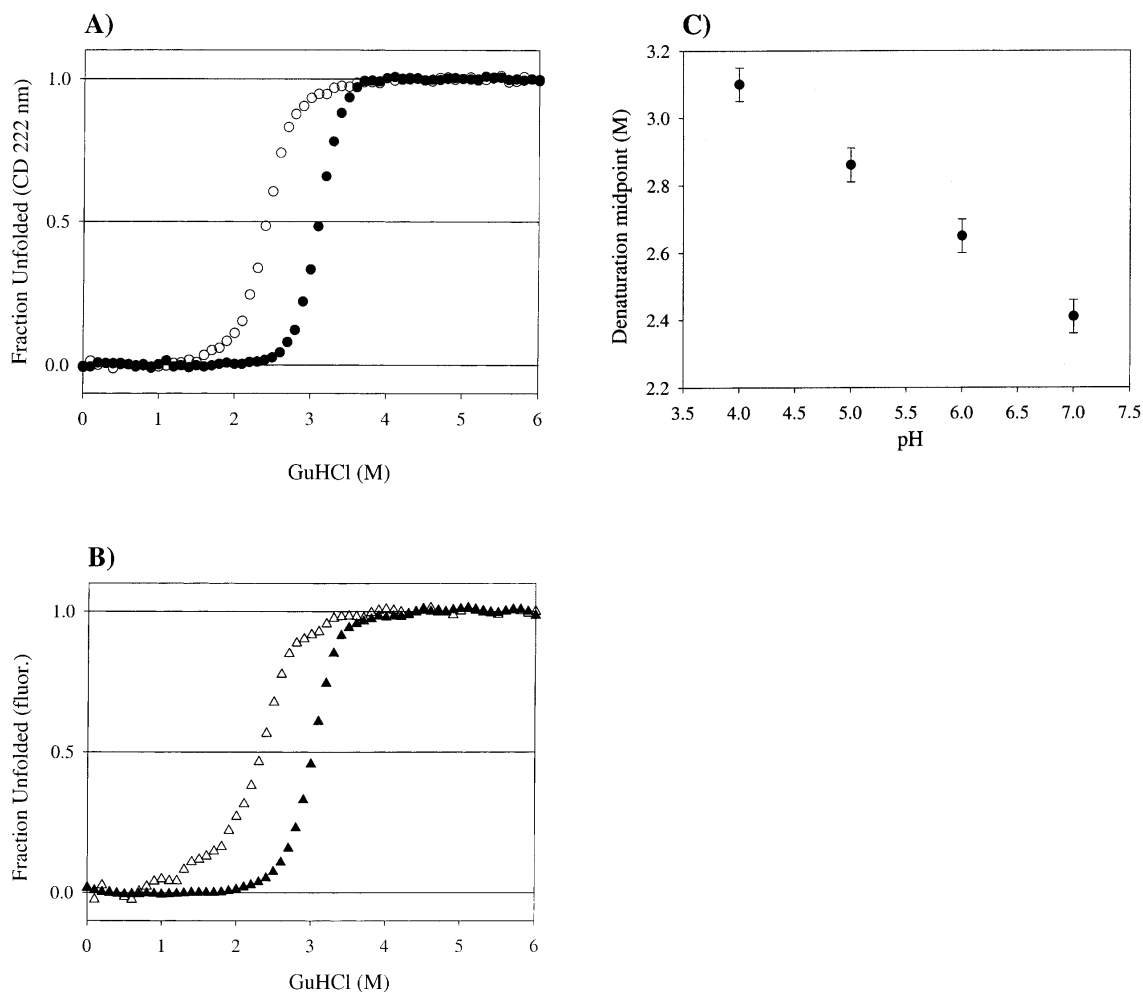 A)
Fraction Unfolded (CD 222 nm)
1.0
0.5
0.0
0 1 2 3 4 5 6
GuHCl (M)
C)
Denaturation midpoint (M)
3.2
3.0
2.8
2.6
2.4
2.2
3.5 4.0 4.5 5.0 5.5 6.0 6.5 7.0 7.5
pH
B)
Fraction Unfolded (fluor.)
1.0
0.5
0.0
0 1 2 3 4 5 6
GuHCl (M)